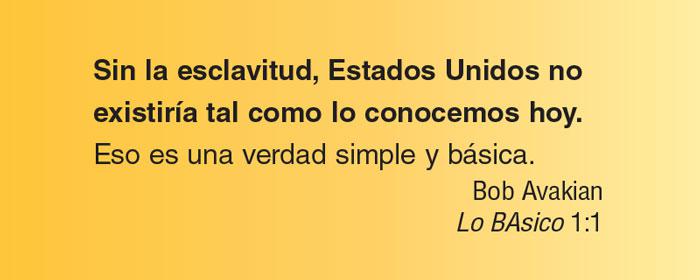 Sin la esclavitud, Estados Unidos no
existiría tal como lo conocemos hoy.
Eso es una verdad simple y básica.
Bob Avakian
Lo BAsico 1:1